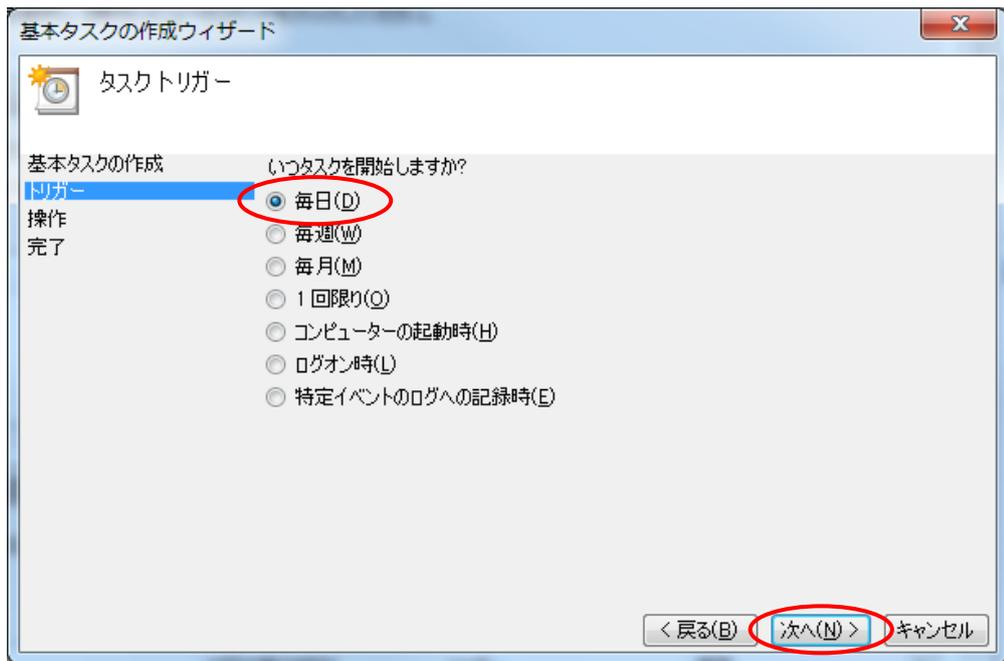 基本タスクの作成ウィザード
タスクトリガー
基本タスクの作成
トリガー
操作
完了
いつタスクを開始しますか?
毎日(D)
毎週(W)
毎月(M)
1 回限り(O)
コンピューターの起動時(H)
ログオン時(L)
特定イベントのログへの記録時(E)
< 戻る(B)
次へ(N) >
キャンセル